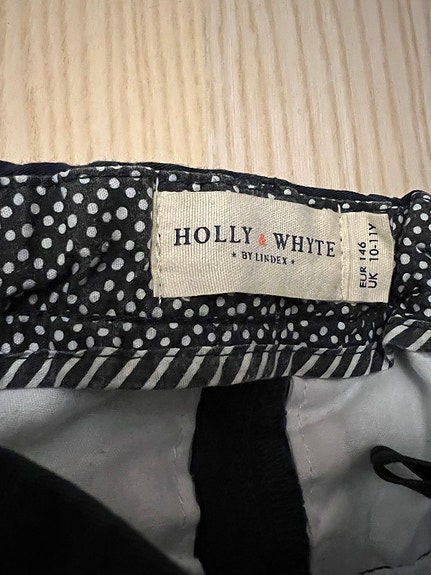 HOLLY & WHYTE
* BY LINDEX *
EUR 146
UK 10-11Y